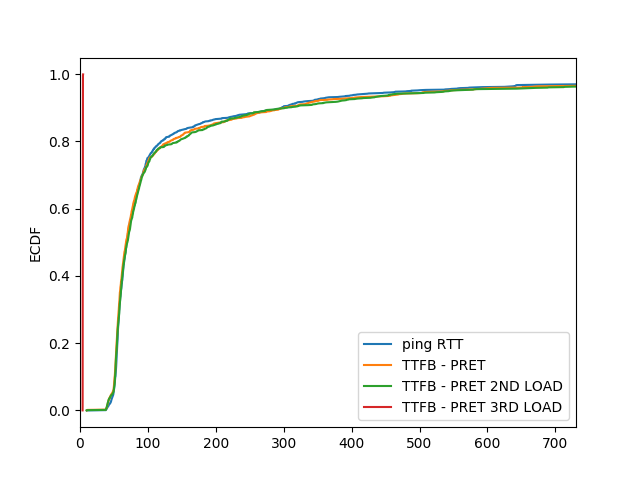 1.0
0.8
0.6
0.4
0.2
0.0
ECDF
0 100 200 300 400 500 600 700
ping RTT
TTFB - PRET
TTFB - PRET 2ND LOAD
TTFB - PRET 3RD LOAD